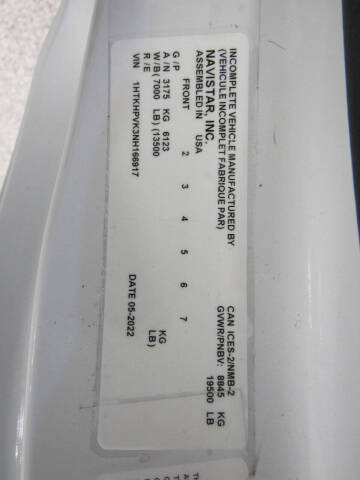 INCOMPLETE VEHICLE MANUFACTURED BY
(VEHICULE INCOMPLET FABRIQUE PAR)
NAVISTAR, INC.
ASSEMBLED IN USA
CAN ICES-2/NMB-2
GVWR/PNBV: 8845 KG
19500 LB
FRONT 2 3 4 5 6 7
G /P
A /N 3175 KG 6123 KG
W /B( 7000 LB) (13500 LB)
R /E
VIN 1HTKHPVK3NH166917 DATE 05-2022